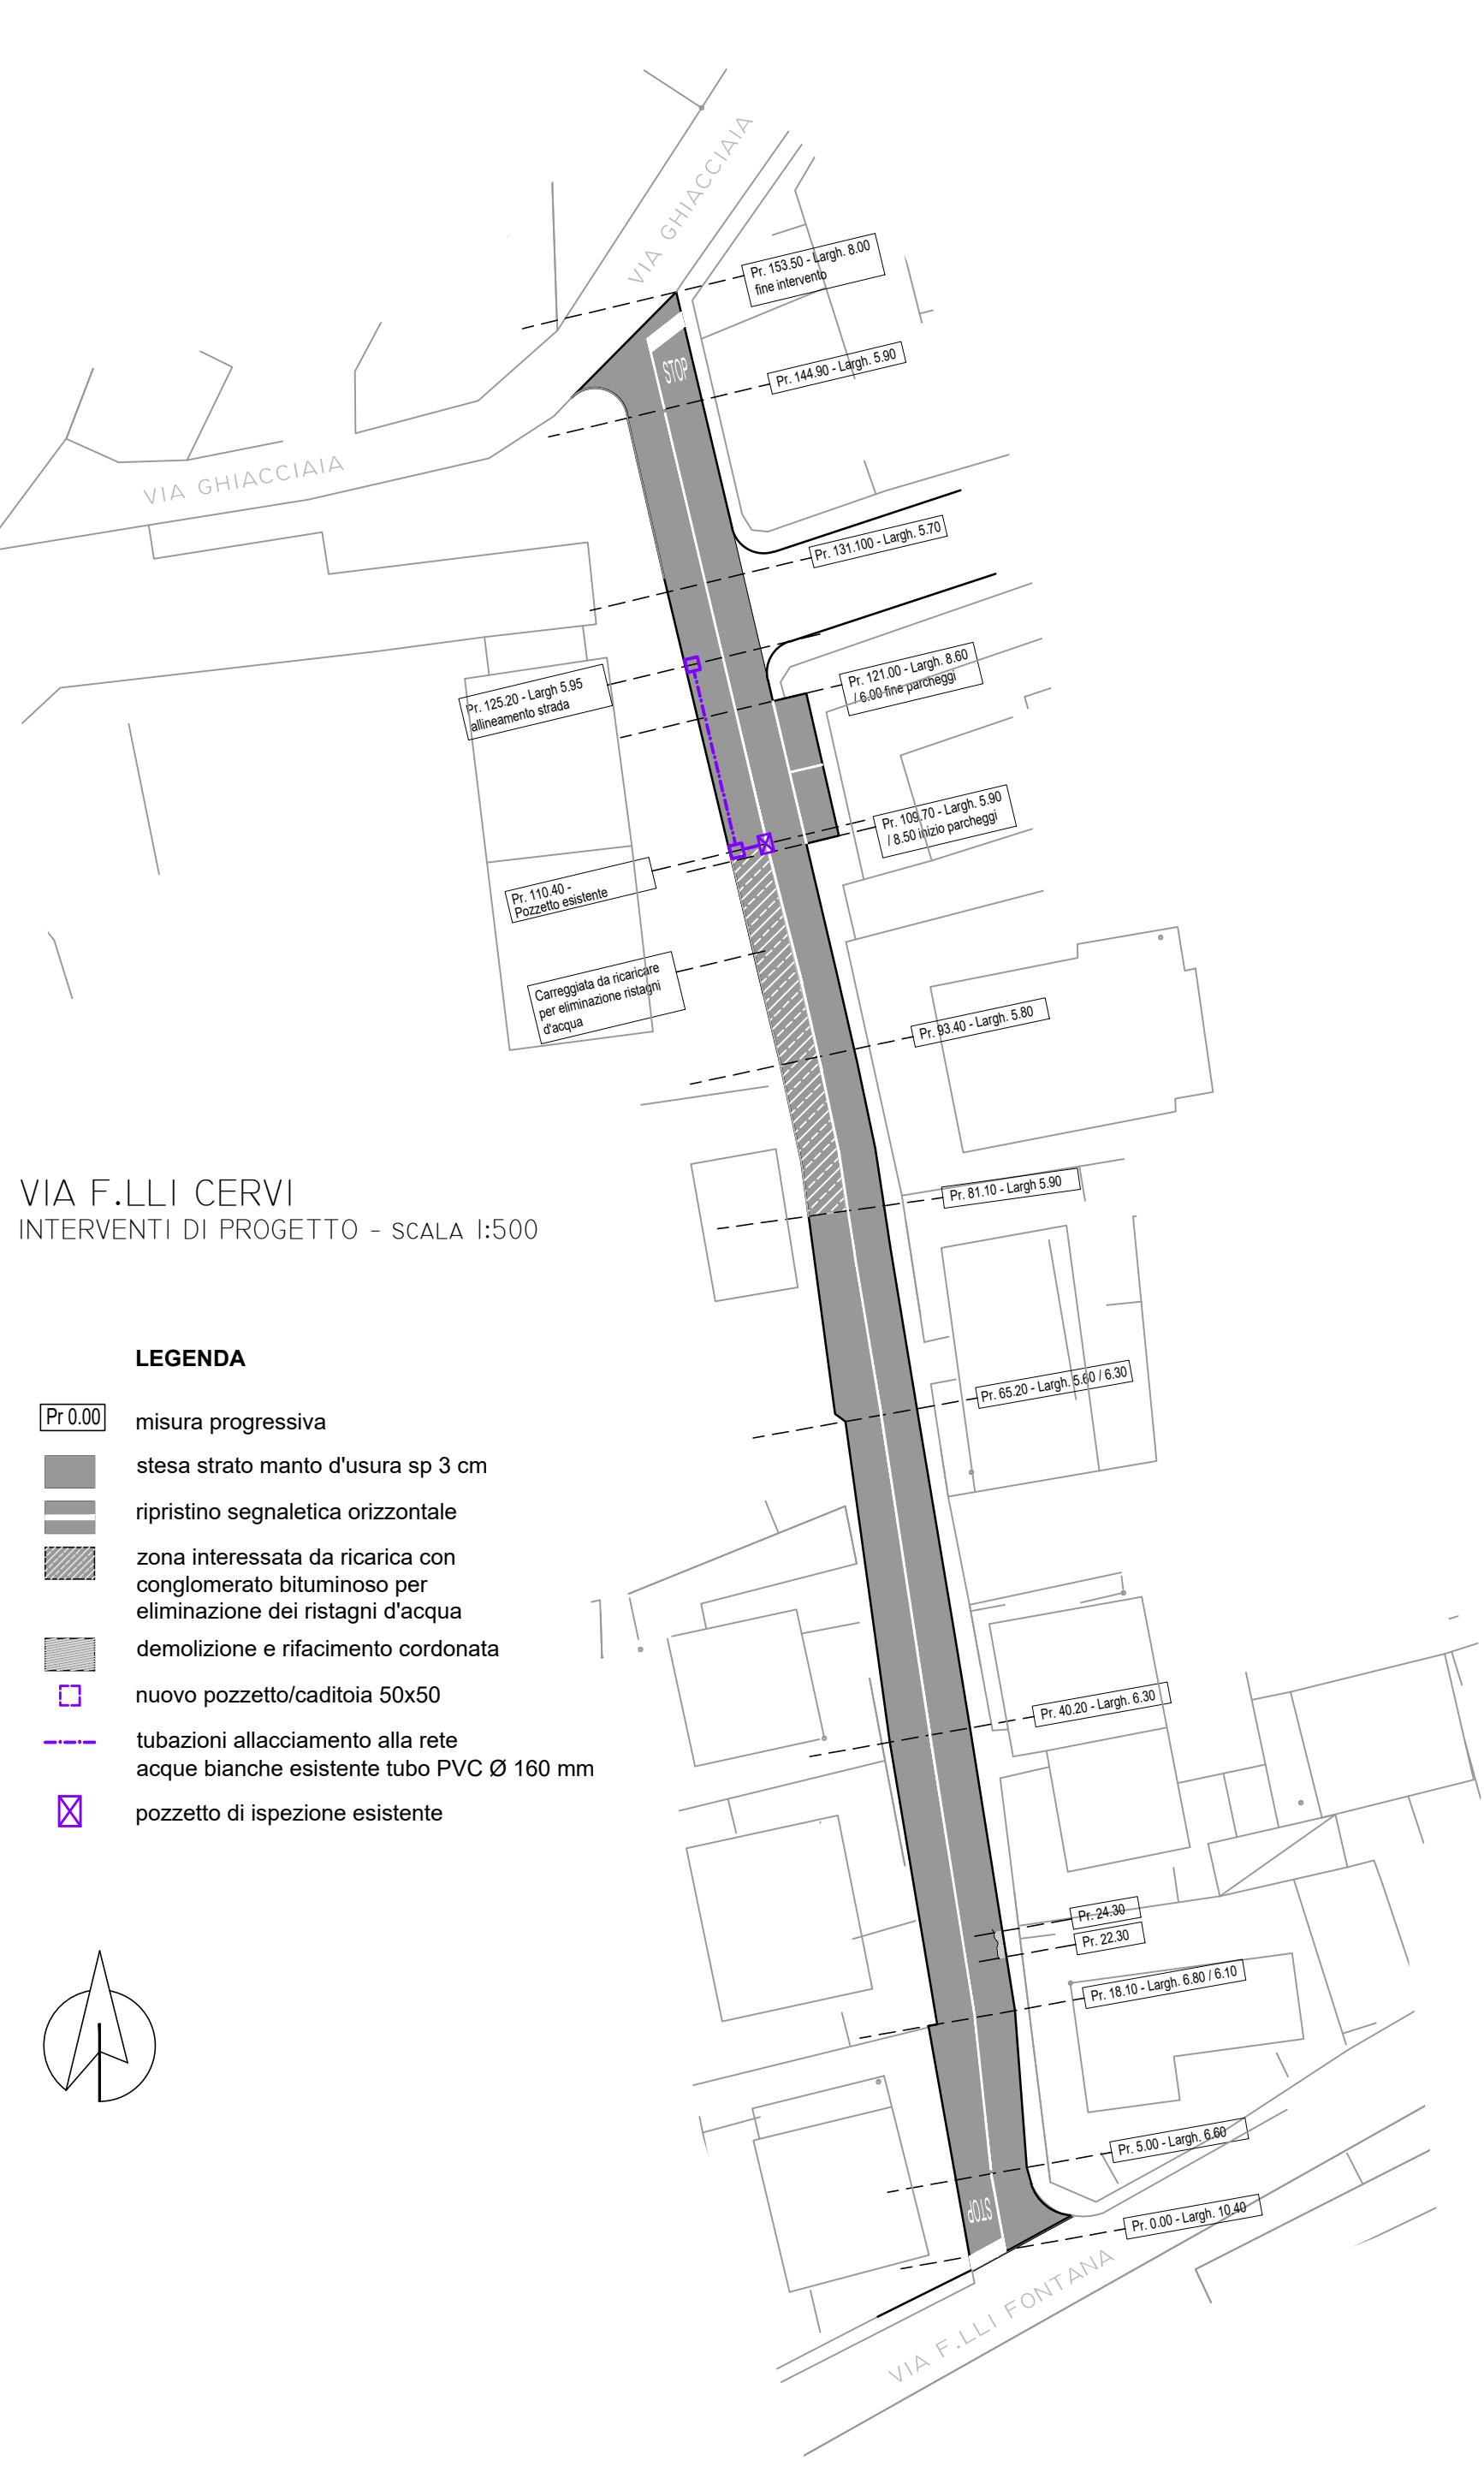 VIA GHIACCIAIA
Pr. 153.50 - Largh. 8.00
fine intervento
Pr. 144.90 - Largh. 5.90
STOP
VIA GHIACCIAIA
Pr. 131.100 - Largh. 5.70
Pr. 121.00 - Largh. 8.60
/ 6.00 fine parcheggi
Pr. 125.20 - Largh 5.95
allineamento strada
Pr. 109.70 - Largh. 5.90
/ 8.50 inizio parcheggi
Pr. 110.40 -
Pozzetto esistente
Carreggiata da ricaricare
per eliminazione ristagni
d'acqua
Pr. 93.40 - Largh. 5.80
Pr. 81.10 - Largh 5.90
VIA F.LLI CERVI
INTERVENTI DI PROGETTO - SCALA 1:500
LEGENDA
Pr 0.00 misura progressiva
stesa strato manto d'usura sp 3 cm
ripristino segnaletica orizzontale
zona interessata da ricarica con
conglomerato bituminoso per
eliminazione dei ristagni d'acqua
demolizione e rifacimento cordonata
nuovo pozzetto/caditoia 50x50
tubazioni allacciamento alla rete
acque bianche esistente tubo PVC Ø 160 mm
pozzetto di ispezione esistente
Pr. 65.20 - Largh. 5.60 / 6.30
Pr. 40.20 - Largh. 6.30
Pr. 24.30
Pr. 22.30
Pr. 18.10 - Largh. 6.80 / 6.10
Pr. 5.00 - Largh. 6.60
STOP
Pr. 0.00 - Largh. 10.40
VIA F.LLI FONTANA